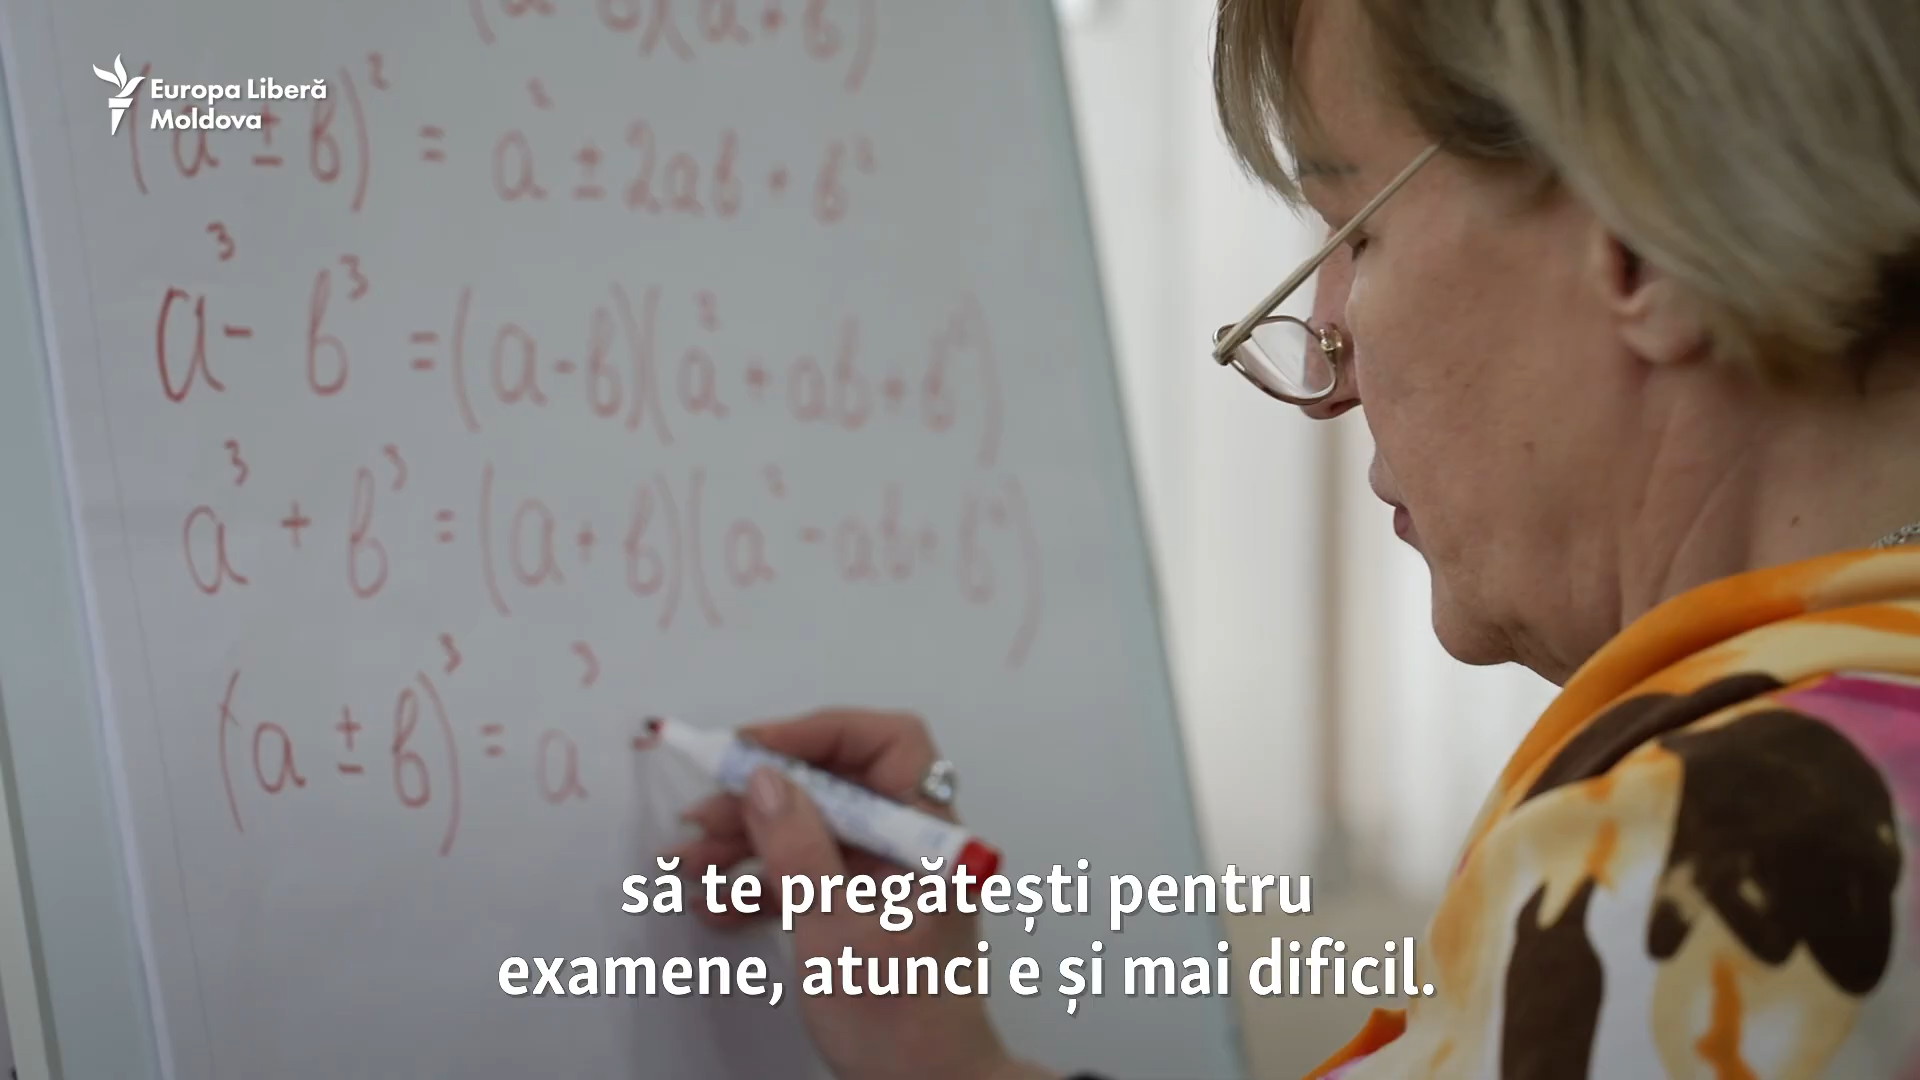 (a-b)(a+b)
Europa Liberă
Moldova
(a ± b)² = a² ± 2ab + b²
a³ - b³ = (a-b)(a² + ab + b²)
a³ + b³ = (a+b)(a² - ab + b²)
(a ± b)³ = a³
să te pregătești pentru
examene, atunci e și mai dificil.